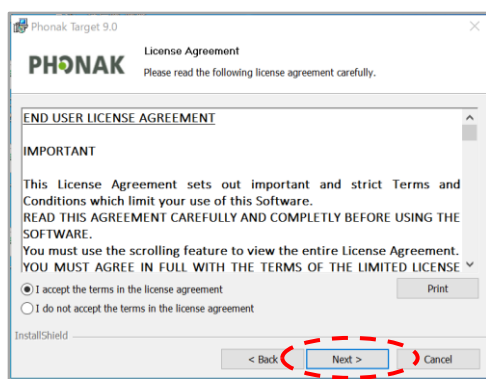 Phonak Target 9.0
PHONAK
License Agreement
Please read the following license agreement carefully.
END USER LICENSE AGREEMENT
IMPORTANT
This License Agreement sets out important and strict Terms and
Conditions which limit your use of this Software.
READ THIS AGREEMENT CAREFULLY AND COMPLETLY BEFORE USING THE
SOFTWARE.
You must use the scrolling feature to view the entire License Agreement.
YOU MUST AGREE IN FULL WITH THE TERMS OF THE LIMITED LICENSE
I accept the terms in the license agreement
Print
I do not accept the terms in the license agreement
InstallShield
< Back
Next >
Cancel